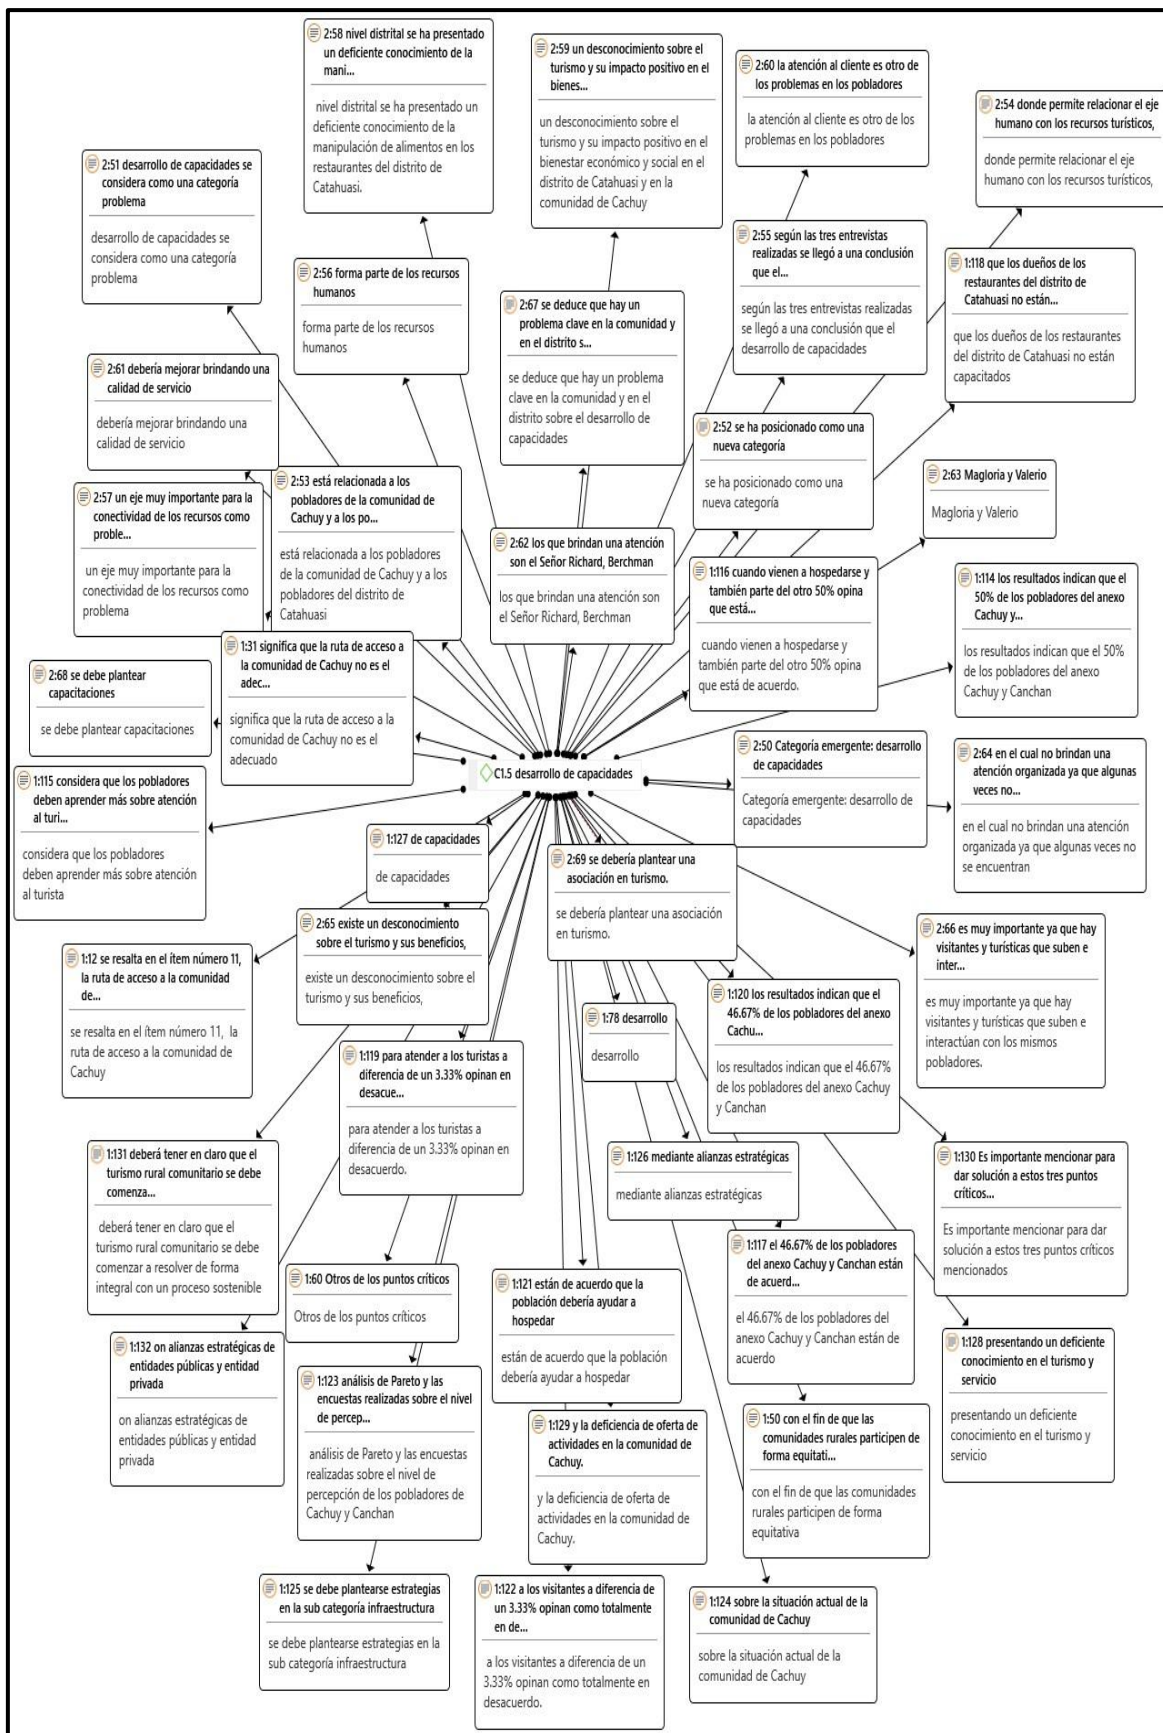 2:58 nivel distrital se ha presentado
un deficiente conocimiento de la
mani...
nivel distrital se ha presentado un
deficiente conocimiento de la
manipulación de alimentos en los
restaurantes del distrito de
Catahuasi.
2:59 un desconocimiento sobre el
turismo y su impacto positivo en el
bienes...
un desconocimiento sobre el
turismo y su impacto positivo en el
bienestar económico y social en el
distrito de Catahuasi y en la
comunidad de Cachuy
2:60 la atención al cliente es otro de
los problemas en los pobladores
la atención al cliente es otro de los
problemas en los pobladores
2:54 donde permite relacionar el eje
humano con los recursos turísticos,
donde permite relacionar el eje
humano con los recursos turísticos,
2:51 desarrollo de capacidades se
considera como una categoría
problema
desarrollo de capacidades se
considera como una categoría
problema
2:56 forma parte de los recursos
humanos
forma parte de los recursos
humanos
2:67 se deduce que hay un
problema clave en la comunidad y
en el distrito s...
se deduce que hay un problema
clave en la comunidad y en el
distrito sobre el desarrollo de
capacidades
2:55 según las tres entrevistas
realizadas se llegó a una conclusión
que el...
según las tres entrevistas realizadas
se llegó a una conclusión que el
desarrollo de capacidades
1:118 que los dueños de los
restaurantes del distrito de
Catahuasi no están...
que los dueños de los restaurantes
del distrito de Catahuasi no están
capacitados
2:61 debería mejorar brindando una
calidad de servicio
debería mejorar brindando una
calidad de servicio
2:52 se ha posicionado como una
nueva categoría
se ha posicionado como una
nueva categoría
2:63 Magloria y Valerio
Magloria y Valerio
2:57 un eje muy importante para la
conectividad de los recursos como
proble...
un eje muy importante para la
conectividad de los recursos como
problema
2:53 está relacionada a los
pobladores de la comunidad de
Cachuy y a los po...
está relacionada a los pobladores
de la comunidad de Cachuy y a los
pobladores del distrito de
Catahuasi
2:62 los que brindan una atención
son el Señor Richard, Berchman
los que brindan una atención son
el Señor Richard, Berchman
1:116 cuando vienen a hospedarse y
también parte del otro 50% opina
que está...
cuando vienen a hospedarse y
también parte del otro 50% opina
que está de acuerdo.
1:114 los resultados indican que el
50% de los pobladores del anexo
Cachuy y...
los resultados indican que el 50%
de los pobladores del anexo
Cachuy y Canchan
2:68 se debe plantear
capacitaciones
se debe plantear capacitaciones
1:31 significa que la ruta de acceso a
la comunidad de Cachuy no es el
adec...
significa que la ruta de acceso a la
comunidad de Cachuy no es el
adecuado
2:50 Categoría emergente: desarrollo
de capacidades
Categoría emergente: desarrollo de
capacidades
2:64 en el cual no brindan una
atención organizada ya que algunas
veces no...
en el cual no brindan una atención
organizada ya que algunas veces no
se encuentran
C1.5 desarrollo de capacidades
1:115 considera que los pobladores
deben aprender más sobre atención
al turi...
considera que los pobladores
deben aprender más sobre atención
al turista
1:127 de capacidades
de capacidades
2:69 se debería plantear una
asociación en turismo.
se debería plantear una asociación
en turismo.
2:65 existe un desconocimiento
sobre el turismo y sus beneficios,
existe un desconocimiento sobre el
turismo y sus beneficios,
2:66 es muy importante ya que hay
visitantes y turísticas que suben e
inter...
es muy importante ya que hay
visitantes y turísticas que suben e
interactúan con los mismos
pobladores.
1:12 se resalta en el ítem número 11,
la ruta de acceso a la comunidad
de...
se resalta en el ítem número 11, la
ruta de acceso a la comunidad de
Cachuy
1:78 desarrollo
desarrollo
1:120 los resultados indican que el
46.67% de los pobladores del anexo
Cachu...
los resultados indican que el 46.67%
de los pobladores del anexo Cachuy
y Canchan
1:119 para atender a los turistas a
diferencia de un 3.33% opinan en
desacue...
para atender a los turistas a
diferencia de un 3.33% opinan en
desacuerdo.
1:131 deberá tener en claro que el
turismo rural comunitario se debe
comenza...
deberá tener en claro que el
turismo rural comunitario se debe
comenzar a resolver de forma
integral con un proceso sostenible
1:126 mediante alianzas estratégicas
mediante alianzas estratégicas
1:130 Es importante mencionar para
dar solución a estos tres puntos
críticos...
Es importante mencionar para dar
solución a estos tres puntos críticos
mencionados
1:117 el 46.67% de los pobladores
del anexo Cachuy y Canchan están
de acuerd...
el 46.67% de los pobladores del
anexo Cachuy y Canchan están de
acuerdo
1:60 Otros de los puntos críticos
Otros de los puntos críticos
1:121 están de acuerdo que la
población debería ayudar a
hospedar
están de acuerdo que la población
debería ayudar a hospedar
1:132 on alianzas estratégicas de
entidades públicas y entidad
privada
on alianzas estratégicas de
entidades públicas y entidad
privada
1:128 presentando un deficiente
conocimiento en el turismo y
servicio
presentando un deficiente
conocimiento en el turismo y
servicio
1:123 análisis de Pareto y las
encuestas realizadas sobre el nivel
de percep...
análisis de Pareto y las encuestas
realizadas sobre el nivel de
percepción de los pobladores de
Cachuy y Canchan
1:129 y la deficiencia de oferta de
actividades en la comunidad de
Cachuy.
y la deficiencia de oferta de
actividades en la comunidad de
Cachuy.
1:50 con el fin de que las
comunidades rurales participen de
forma equitati...
con el fin de que las comunidades
rurales participen de forma
equitativa
1:125 se debe plantearse estrategias
en la sub categoría infraestructura
se debe plantearse estrategias en la
sub categoría infraestructura
1:122 a los visitantes a diferencia de
un 3.33% opinan como totalmente
en de...
a los visitantes a diferencia de un
3.33% opinan como totalmente en
desacuerdo.
1:124 sobre la situación actual de la
comunidad de Cachuy
sobre la situación actual de la
comunidad de Cachuy